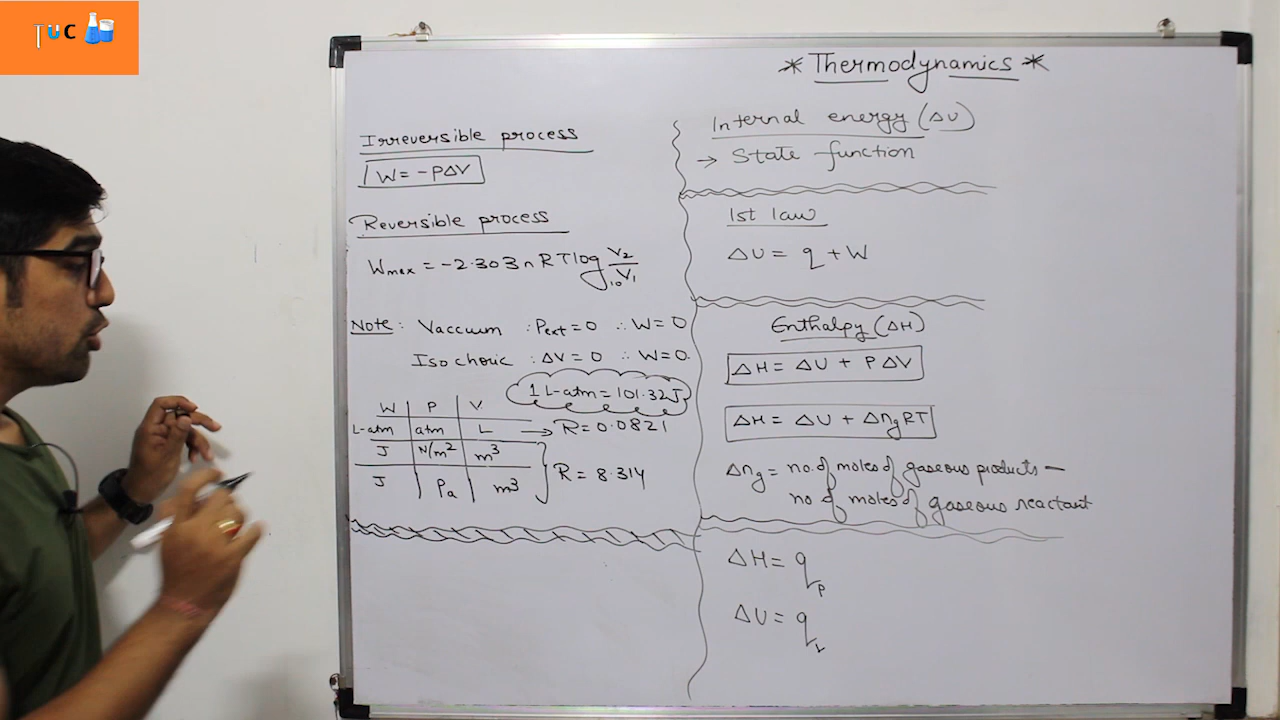 TUC
* Thermodynamics *
Irreversible process
W = -PΔV
Reversible process
Wmax = -2.303 n RT log10 V2/V1
Note: Vaccum : Pext = 0 ∴ W = 0
Isochoric : ΔV = 0 ∴ W = 0.
1 L-atm = 101.32J
W P V
L-atm atm L → R = 0.0821
J N/m² m³
J Pa m³
R = 8.314
Internal energy (ΔU)
→ State function
1st law
ΔU = q + W
Enthalpy (ΔH)
ΔH = ΔU + PΔV
ΔH = ΔU + ΔngRT
Δng = no. of moles of gaseous products –
no of moles of gaseous reactant
ΔH = qp
ΔU = qv